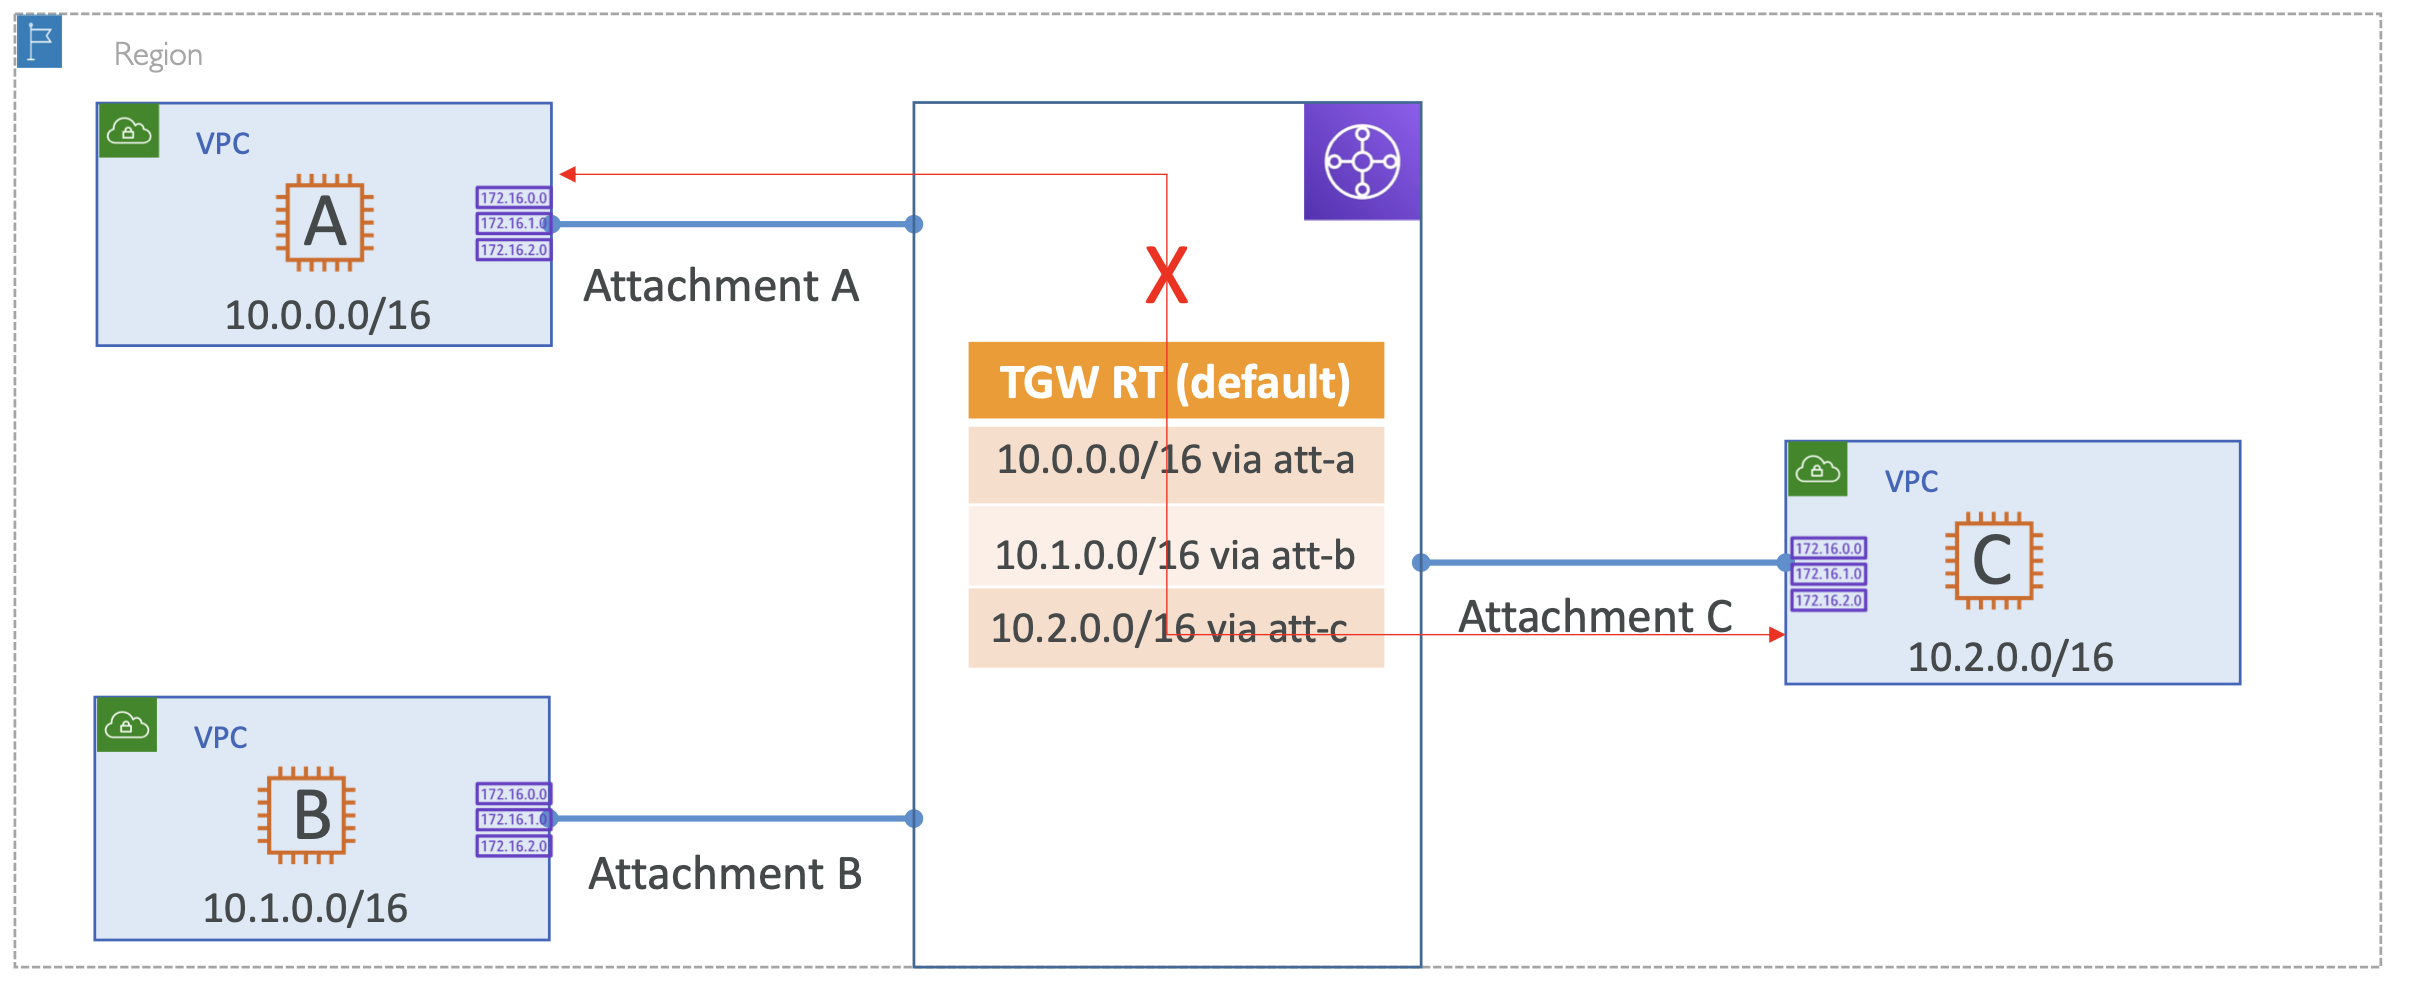 Region
VPC
A
172.16.0.0
172.16.1.0
172.16.2.0
10.0.0.0/16
Attachment A
X
TGW RT (default)
10.0.0.0/16 via att-a
10.1.0.0/16 via att-b
10.2.0.0/16 via att-c
VPC
172.16.0.0
172.16.1.0
172.16.2.0
C
10.2.0.0/16
Attachment C
VPC
B
172.16.0.0
172.16.1.0
172.16.2.0
10.1.0.0/16
Attachment B